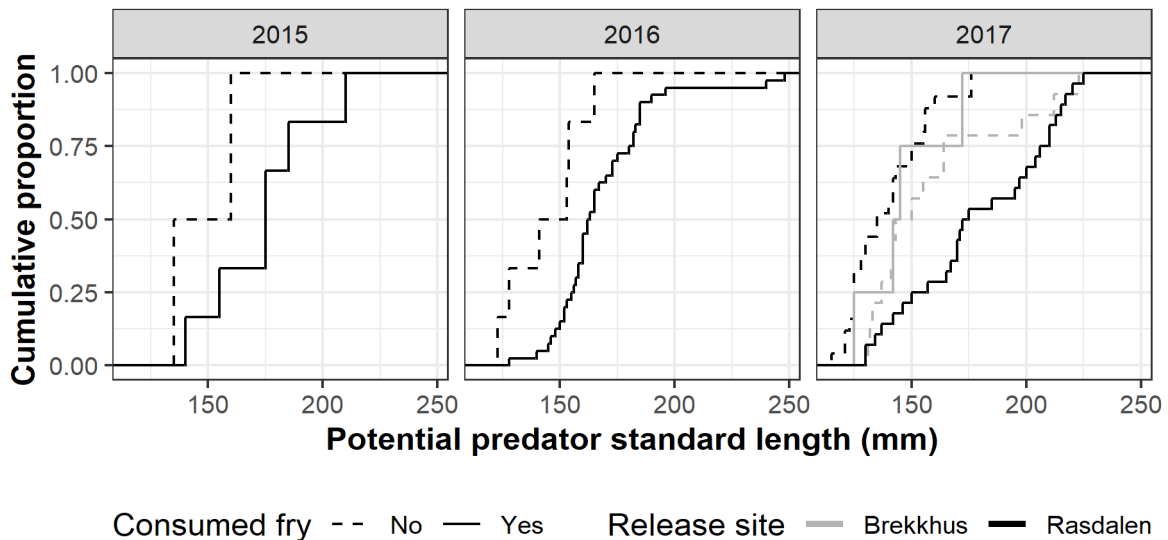 2015 2016 2017
Cumulative proportion
1.00
0.75
0.50
0.25
0.00
150 200 250 150 200 250 150 200 250
Potential predator standard length (mm)
Consumed fry No Yes Release site Brekkhus Rasdalen